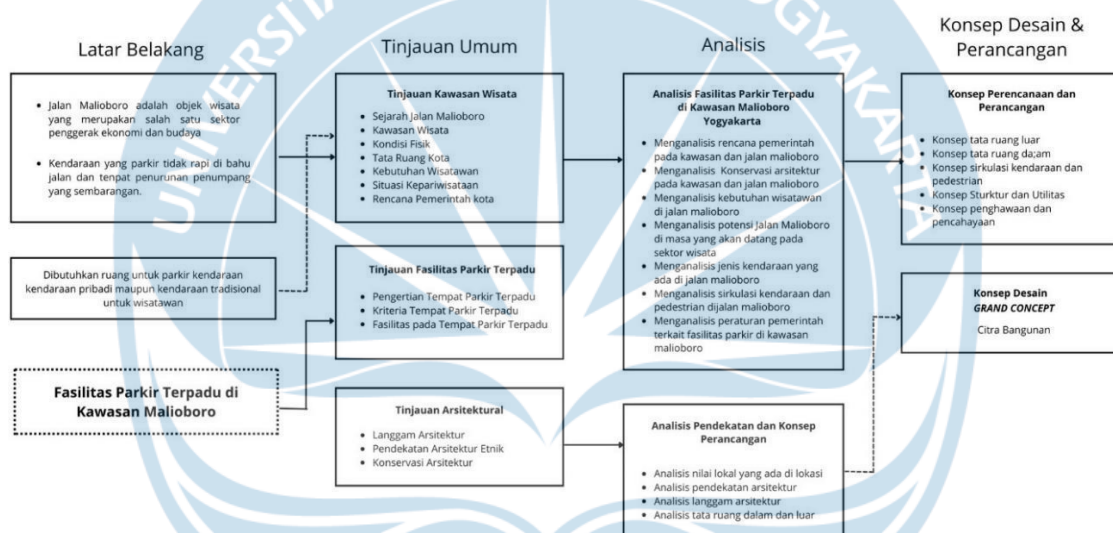 Latar Belakang
• Jalan Malioboro adalah objek wisata
yang merupakan salah satu sektor
penggerak ekonomi dan budaya
• Kendaraan yang parkir tidak rapi di bahu
jalan dan tenpat penurunan penumpang
yang sembarangan.
Dibutuhkan ruang untuk parkir kendaraan
kendaraan pribadi maupun kendaraan tradisional
untuk wisatawan
Fasilitas Parkir Terpadu di
Kawasan Malioboro
Tinjauan Umum
Tinjauan Kawasan Wisata
• Sejarah Jalan Malioboro
• Kawasan Wisata
• Kondisi Fisik
• Tata Ruang Kota
• Kebutuhan Wisatawan
• Situasi Kepariwisataan
• Rencana Pemerintah kota
Tinjauan Fasilitas Parkir Terpadu
• Pengertian Tempat Parkir Terpadu
• Kriteria Tempat Parkir Terpadu
• Fasilitas pada Tempat Parkir Terpadu
Tinjauan Arsitektural
• Langgam Arsitektur
• Pendekatan Arsitektur Etnik
• Konservasi Arsitektur
Analisis
Analisis Fasilitas Parkir Terpadu
di Kawasan Malioboro
Yogyakarta
• Menganalisis rencana pemerintah
pada kawasan dan jalan malioboro
• Menganalisis Konservasi arsitektur
pada kawasan dan jalan malioboro
• Menganalisis kebutuhan wisatawan
di jalan malioboro
• Menganalisis potensi Jalan Malioboro
di masa yang akan datang pada
sektor wisata
• Menganalisis jenis kendaraan yang
ada di jalan malioboro
• Menganalisis sirkulasi kendaraan dan
pedestrian dijalan malioboro
• Menganalisis peraturan pemerintah
terkait fasilitas parkir di kawasan
malioboro
Analisis Pendekatan dan Konsep
Perancangan
• Analisis nilai lokal yang ada di lokasi
• Analisis pendekatan arsitektur
• Analisis langgam arsitektur
• Analisis tata ruang dalam dan luar
Konsep Desain &
Perancangan
Konsep Perencanaan dan
Perancangan
• Konsep tata ruang luar
• Konsep tata ruang da;am
• Konsep sirkulasi kendaraan dan
pedestrian
• Konsep Sturktur dan Utilitas
• Konsep penghawaan dan
pencahayaan
Konsep Desain
GRAND CONCEPT
Citra Bangunan